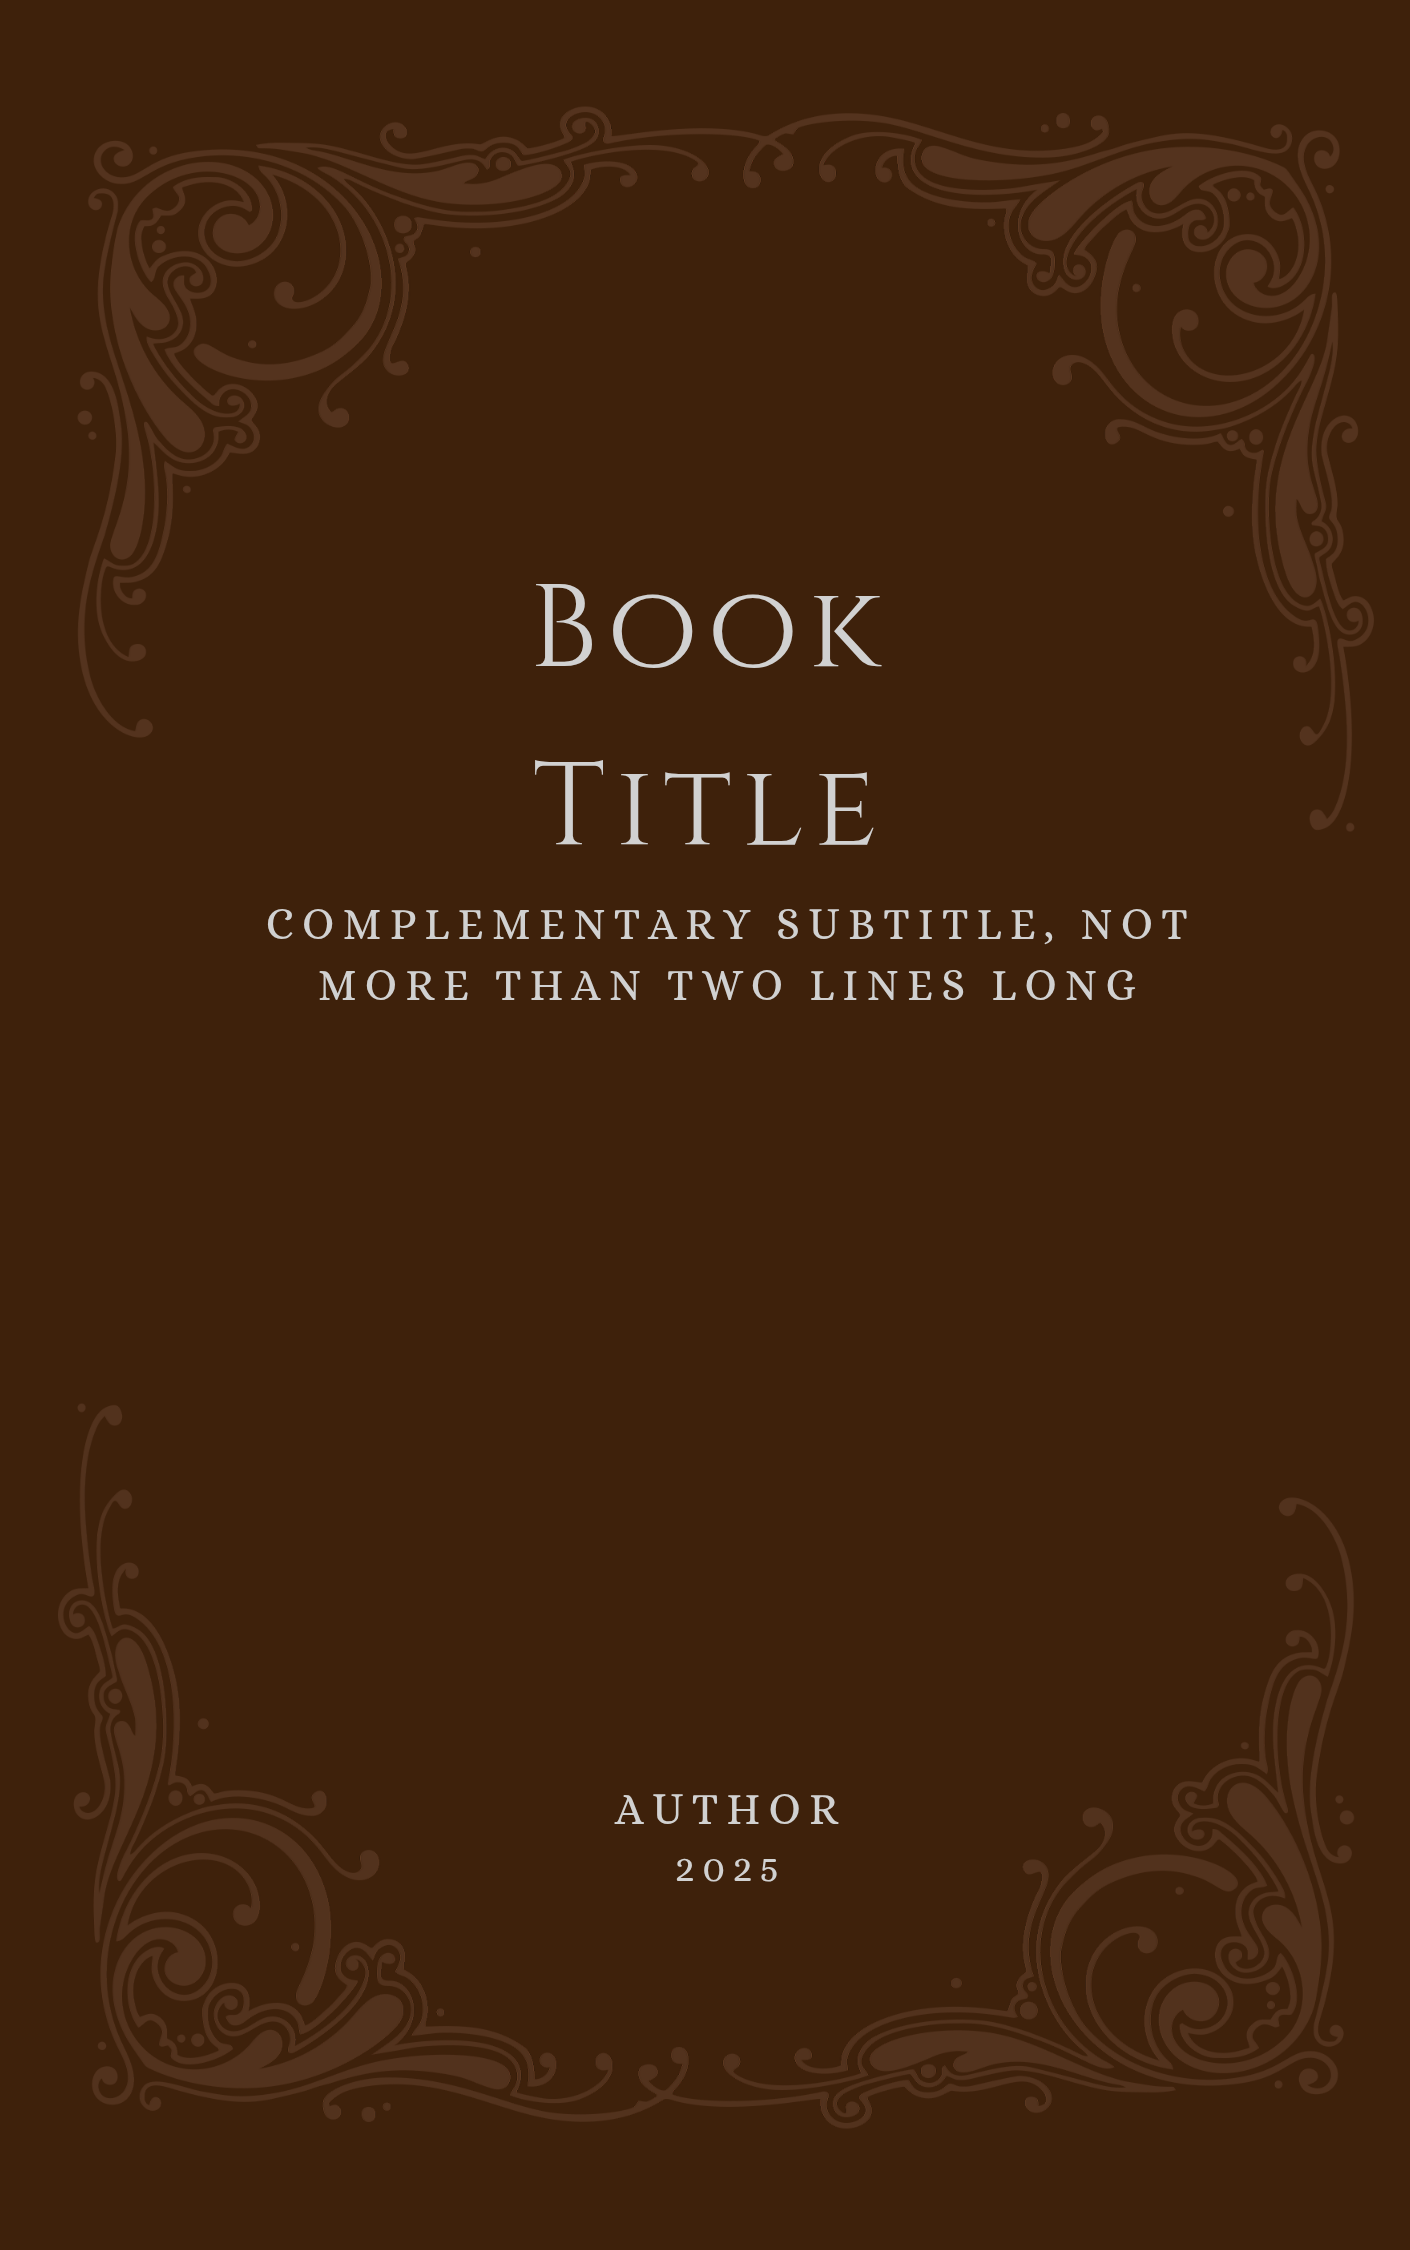 Book
Title
COMPLEMENTARY SUBTITLE, NOT
MORE THAN TWO LINES LONG
AUTHOR
2025